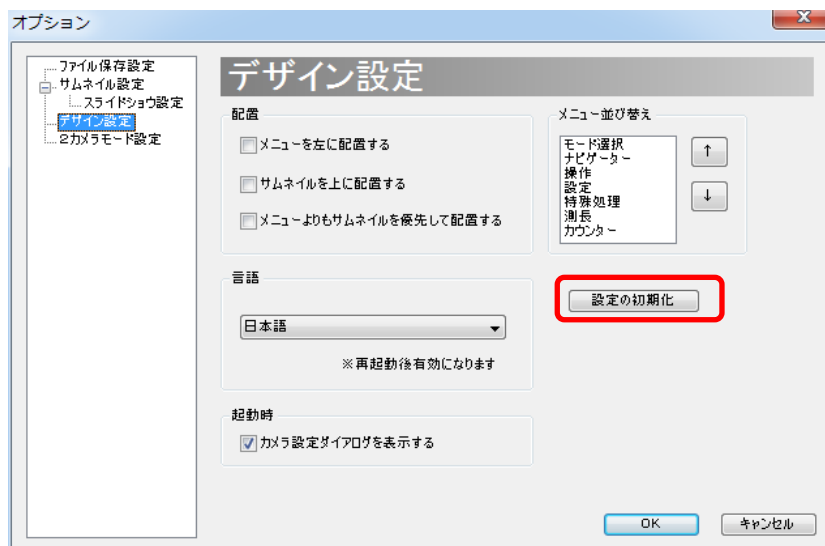 オプション
ファイル保存設定
サムネイル設定
スライドショウ設定
デザイン設定
2カメラモード設定
デザイン設定
配置
メニューを左に配置する
サムネイルを上に配置する
メニューよりもサムネイルを優先して配置する
メニュー並び替え
モード選択
ナビゲーター
操作
設定
特殊処理
測長
カウンター
↑
↓
言語
日本語
※再起動後有効になります
設定の初期化
起動時
カメラ設定ダイアログを表示する
OK
キャンセル